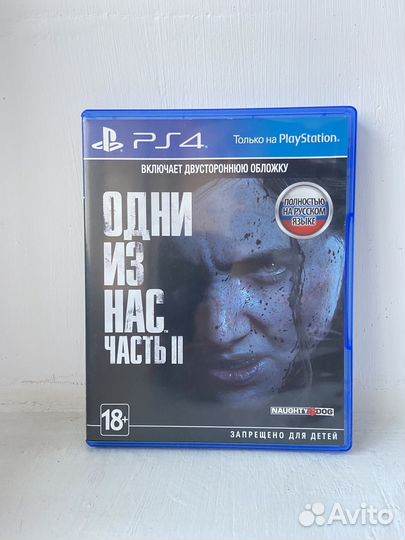 PS4
Только на PlayStation.
ВКЛЮЧАЕТ ДВУСТОРОННЮЮ ОБЛОЖКУ
ПОЛНОСТЬЮ
НА РУССКОМ
ЯЗЫКЕ
ОДНИ
ИЗ
НАС
ЧАСТЬ II
NAUGHTY DOG
18+
ЗАПРЕЩЕНО ДЛЯ ДЕТЕЙ
Avito